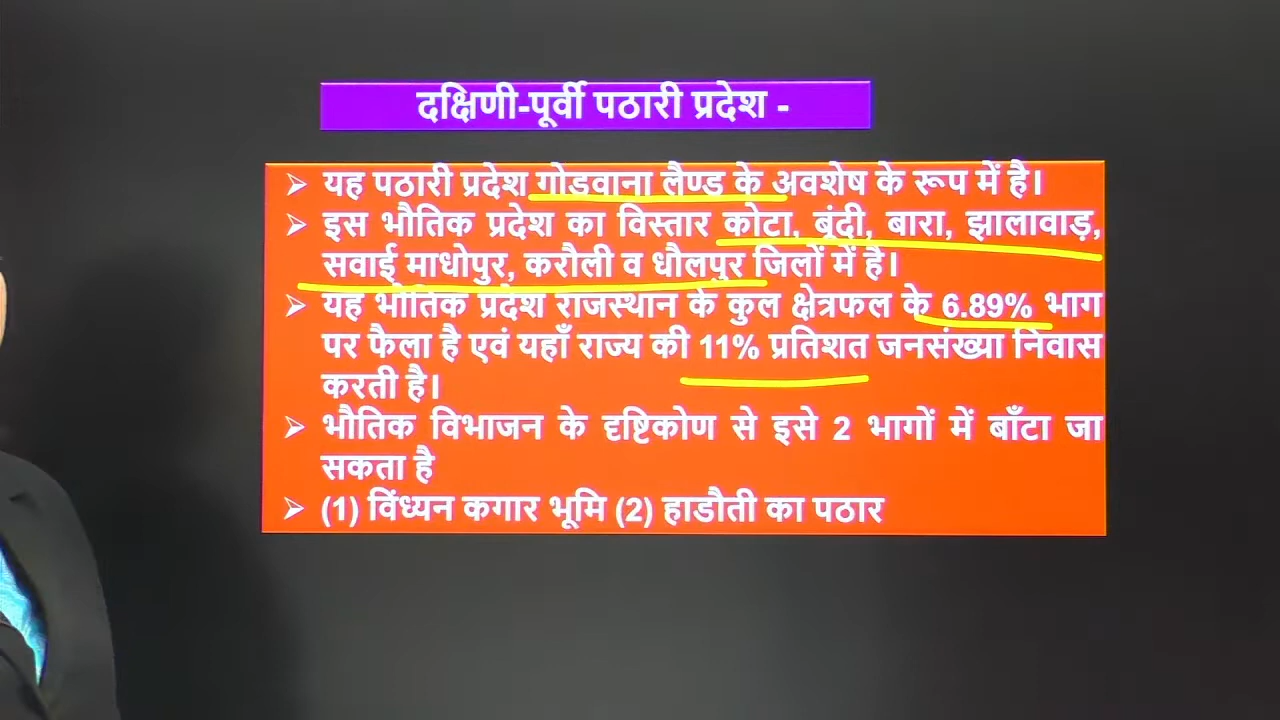 दक्षिणी-पूर्वी पठारी प्रदेश -
➢ यह पठारी प्रदेश गोडवाना लैण्ड के अवशेष के रूप में है।
➢ इस भौतिक प्रदेश का विस्तार कोटा, बूंदी, बारा, झालावाड़,
सवाई माधोपुर, करौली व धौलपुर जिलों में है।
➢ यह भौतिक प्रदेश राजस्थान के कुल क्षेत्रफल के 6.89% भाग
पर फैला है एवं यहाँ राज्य की 11% प्रतिशत जनसंख्या निवास
करती है।
➢ भौतिक विभाजन के दृष्टिकोण से इसे 2 भागों में बाँटा जा
सकता है
➢ (1) विंध्यन कगार भूमि (2) हाडौती का पठार